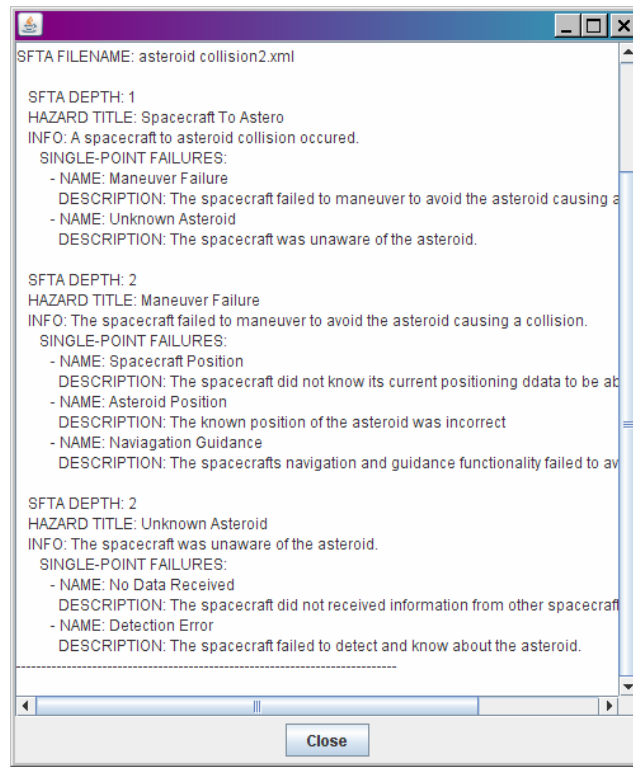 SFTA FILENAME: asteroid collision2.xml
SFTA DEPTH: 1
HAZARD TITLE: Spacecraft To Astero
INFO: A spacecraft to asteroid collision occured.
SINGLE-POINT FAILURES:
- NAME: Maneuver Failure
DESCRIPTION: The spacecraft failed to maneuver to avoid the asteroid causing a
- NAME: Unknown Asteroid
DESCRIPTION: The spacecraft was unaware of the asteroid.
SFTA DEPTH: 2
HAZARD TITLE: Maneuver Failure
INFO: The spacecraft failed to maneuver to avoid the asteroid causing a collision.
SINGLE-POINT FAILURES:
- NAME: Spacecraft Position
DESCRIPTION: The spacecraft did not know its current positioning ddata to be ab
- NAME: Asteroid Position
DESCRIPTION: The known position of the asteroid was incorrect
- NAME: Naviagation Guidance
DESCRIPTION: The spacecrafts navigation and guidance functionality failed to av
SFTA DEPTH: 2
HAZARD TITLE: Unknown Asteroid
INFO: The spacecraft was unaware of the asteroid.
SINGLE-POINT FAILURES:
- NAME: No Data Received
DESCRIPTION: The spacecraft did not received information from other spacecraft
- NAME: Detection Error
DESCRIPTION: The spacecraft failed to detect and know about the asteroid.
--------------------------------------------------------------------------
Close